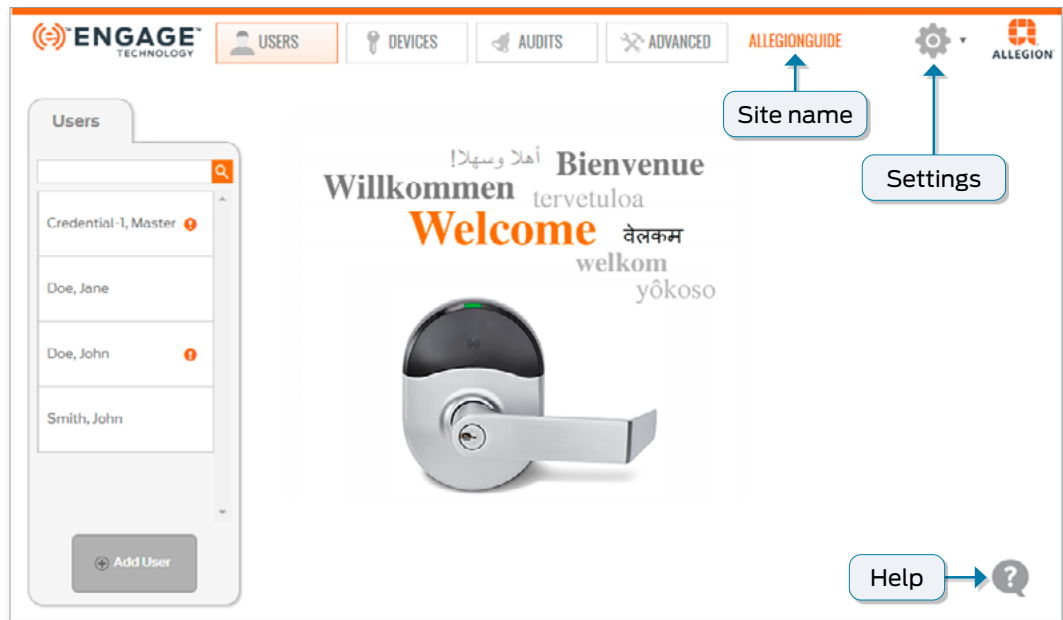 ENGAGE™
TECHNOLOGY
USERS
DEVICES
AUDITS
ADVANCED
ALLEGIONGUIDE
ALLEGION
Site name
Settings
Users
Credential-1, Master
Doe, Jane
Doe, John
Smith, John
Add User
أهلا وسهلا!
Bienvenue
Willkommen
tervetuloa
Welcome
वेलकम
welkom
yôkoso
Help
?